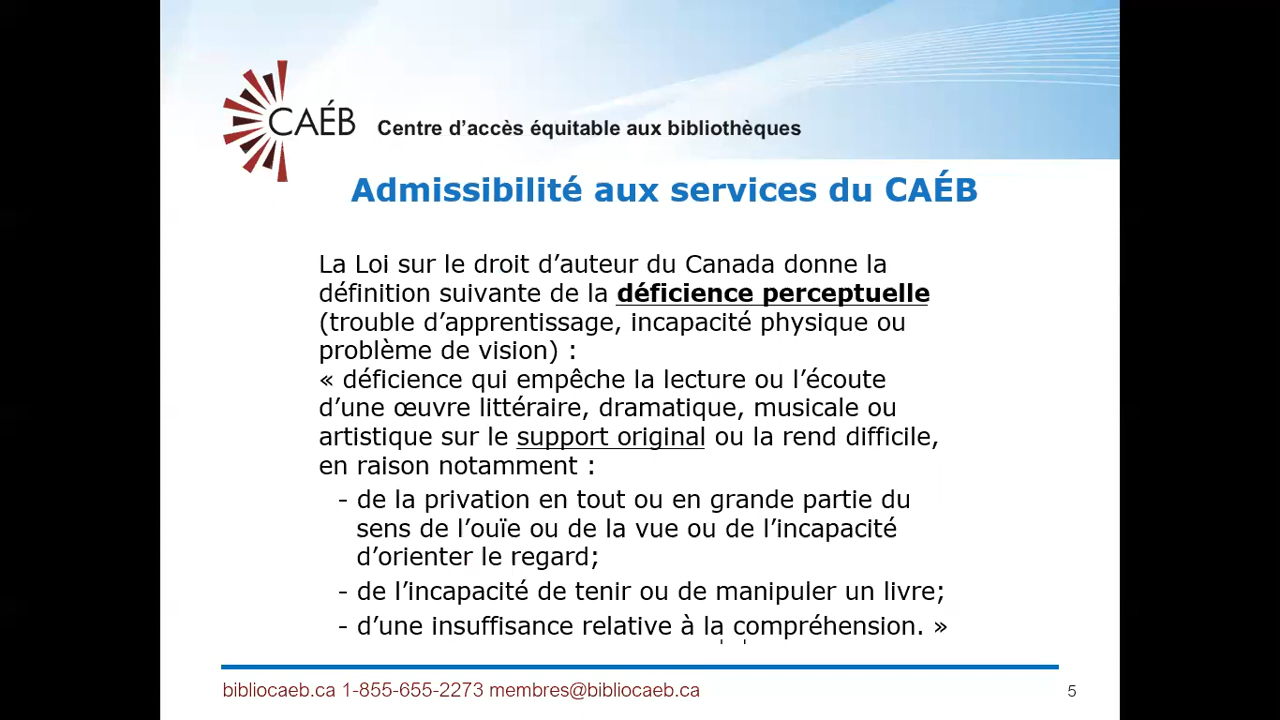 CAÉB Centre d’accès équitable aux bibliothèques
Admissibilité aux services du CAÉB
La Loi sur le droit d’auteur du Canada donne la
définition suivante de la déficience perceptuelle
(trouble d’apprentissage, incapacité physique ou
problème de vision) :
« déficience qui empêche la lecture ou l’écoute
d’une œuvre littéraire, dramatique, musicale ou
artistique sur le support original ou la rend difficile,
en raison notamment :
- de la privation en tout ou en grande partie du
sens de l’ouïe ou de la vue ou de l’incapacité
d’orienter le regard;
- de l’incapacité de tenir ou de manipuler un livre;
- d’une insuffisance relative à la compréhension. »
bibliocaeb.ca 1-855-655-2273 membres@bibliocaeb.ca 5